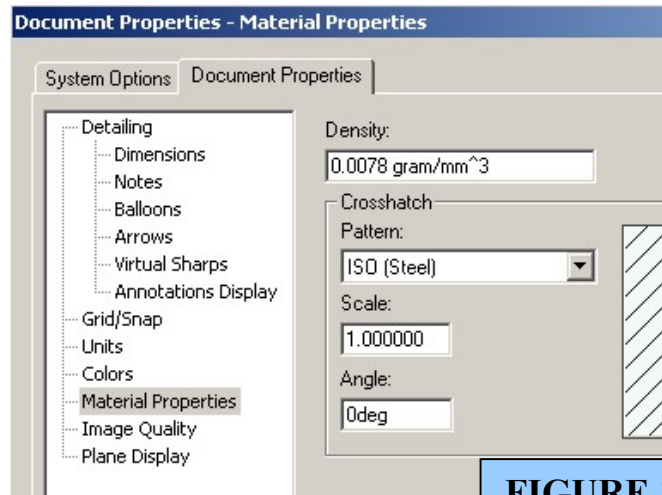 Document Properties - Material Properties
System Options
Document Properties
Detailing
Dimensions
Notes
Balloons
Arrows
Virtual Sharps
Annotations Display
Grid/Snap
Units
Colors
Material Properties
Image Quality
Plane Display
Density:
0.0078 gram/mm^3
Crosshatch
Pattern:
ISO (Steel)
Scale:
1.000000
Angle:
0deg
FIGURE